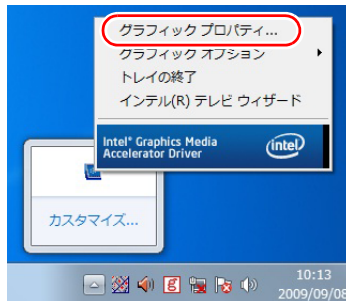 グラフィック プロパティ...
グラフィック オプション
トレイの終了
インテル(R) テレビ ウィザード
Intel® Graphics Media
Accelerator Driver
intel
カスタマイズ...
10:13
2009/09/08